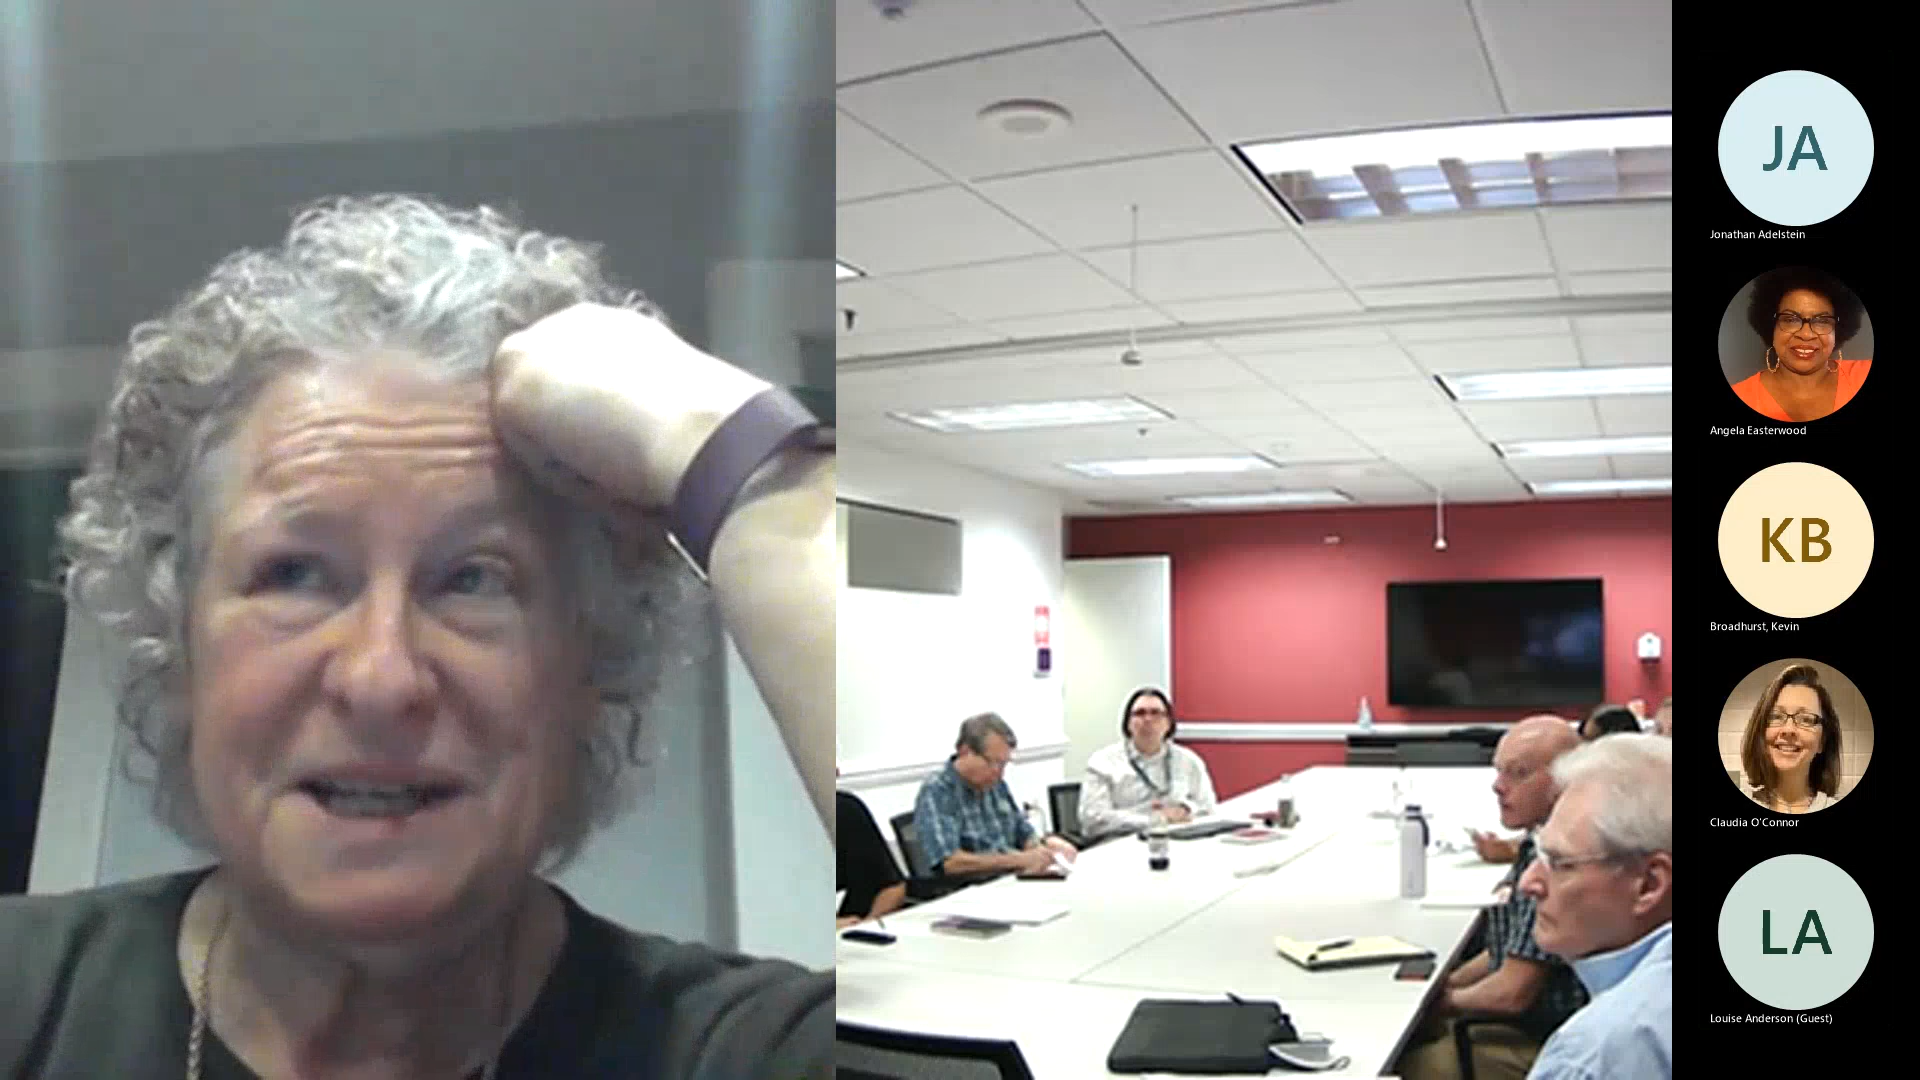 JA
Jonathan Adelstein
Angela Easterwood
KB
Broadhurst, Kevin
Claudia O'Connor
LA
Louise Anderson (Guest)